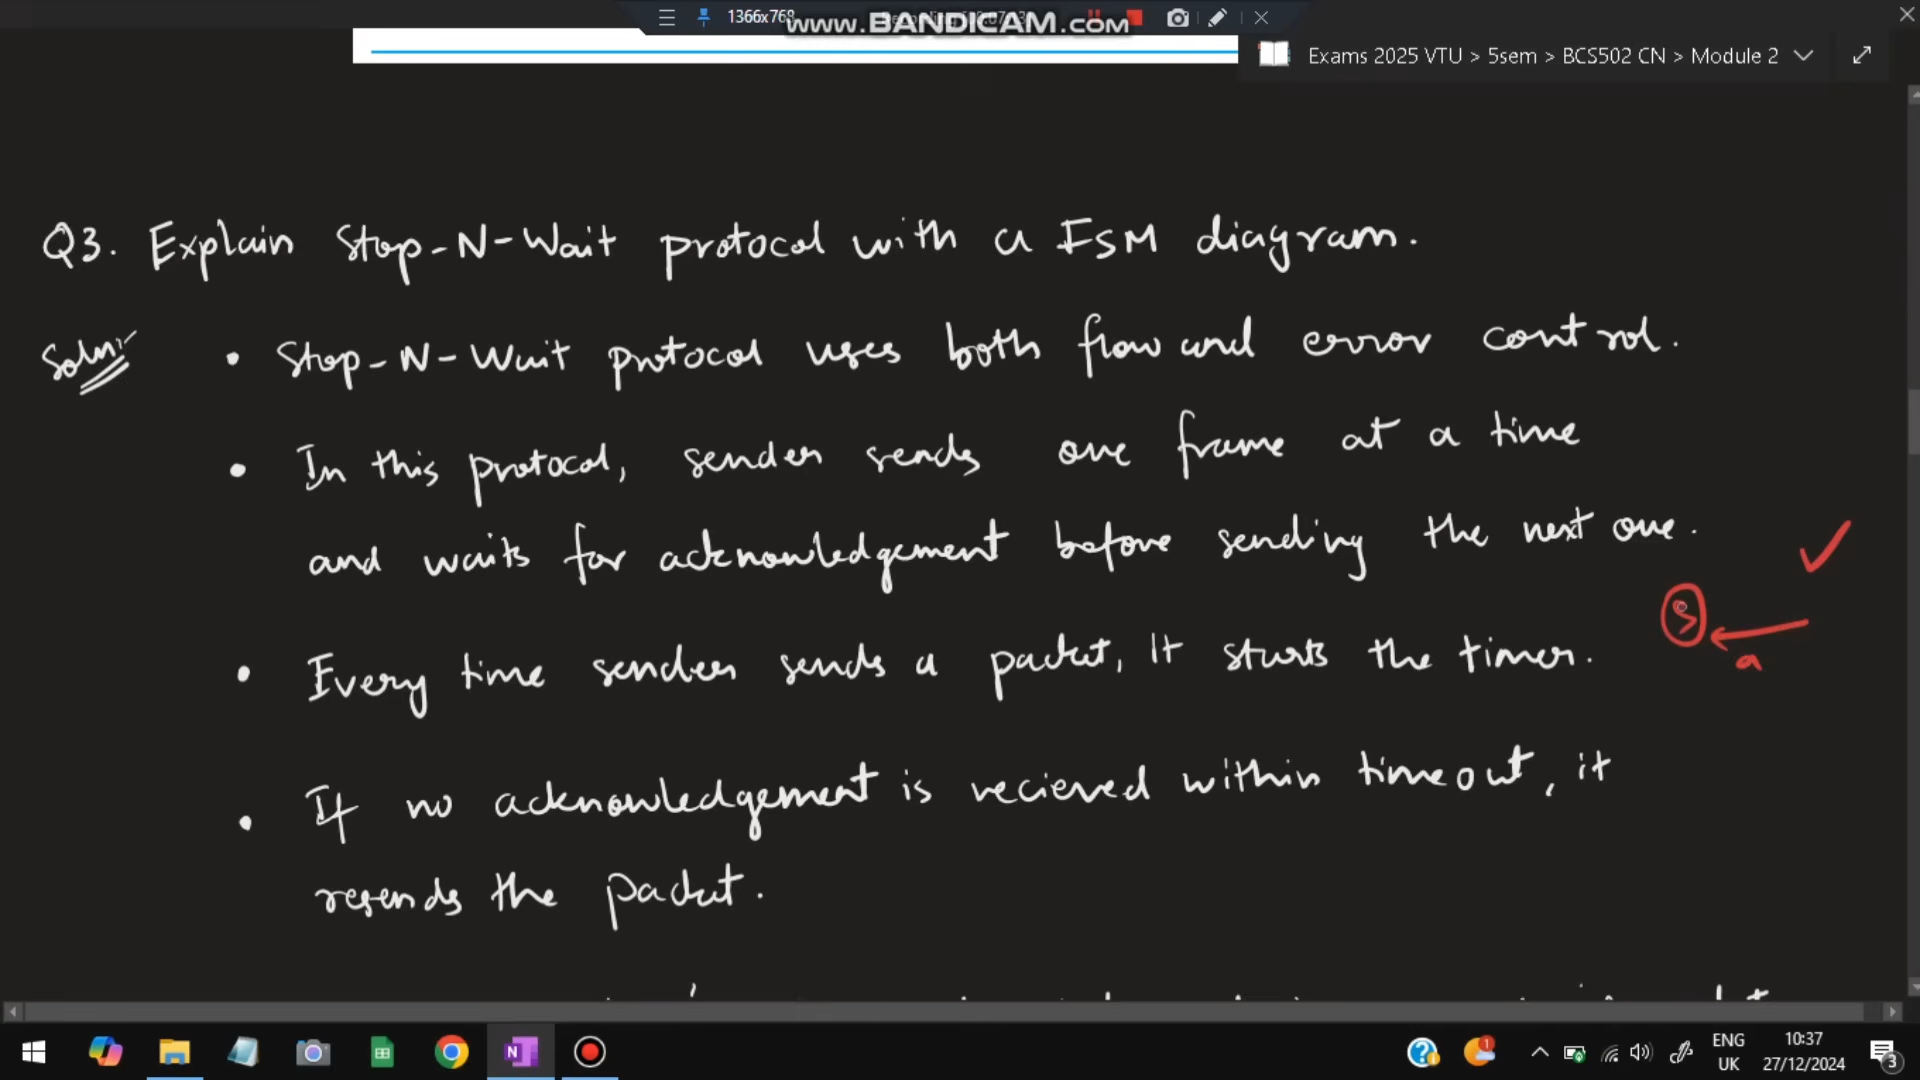 1366x768
www.BANDICAM.com
Exams 2025 VTU > 5sem > BCS502 CN > Module 2
Q3. Explain Stop-N-Wait protocol with a FSM diagram.
Soln:
• Stop-N-Wait protocol uses both flow and error control.
• In this protocol, sender sends one frame at a time
and waits for acknowledgement before sending the next one.
S
a
• Every time sender sends a packet, it starts the timer.
• If no acknowledgement is recieved within timeout, it
resends the packet.
ENG
UK
10:37
27/12/2024
1
3